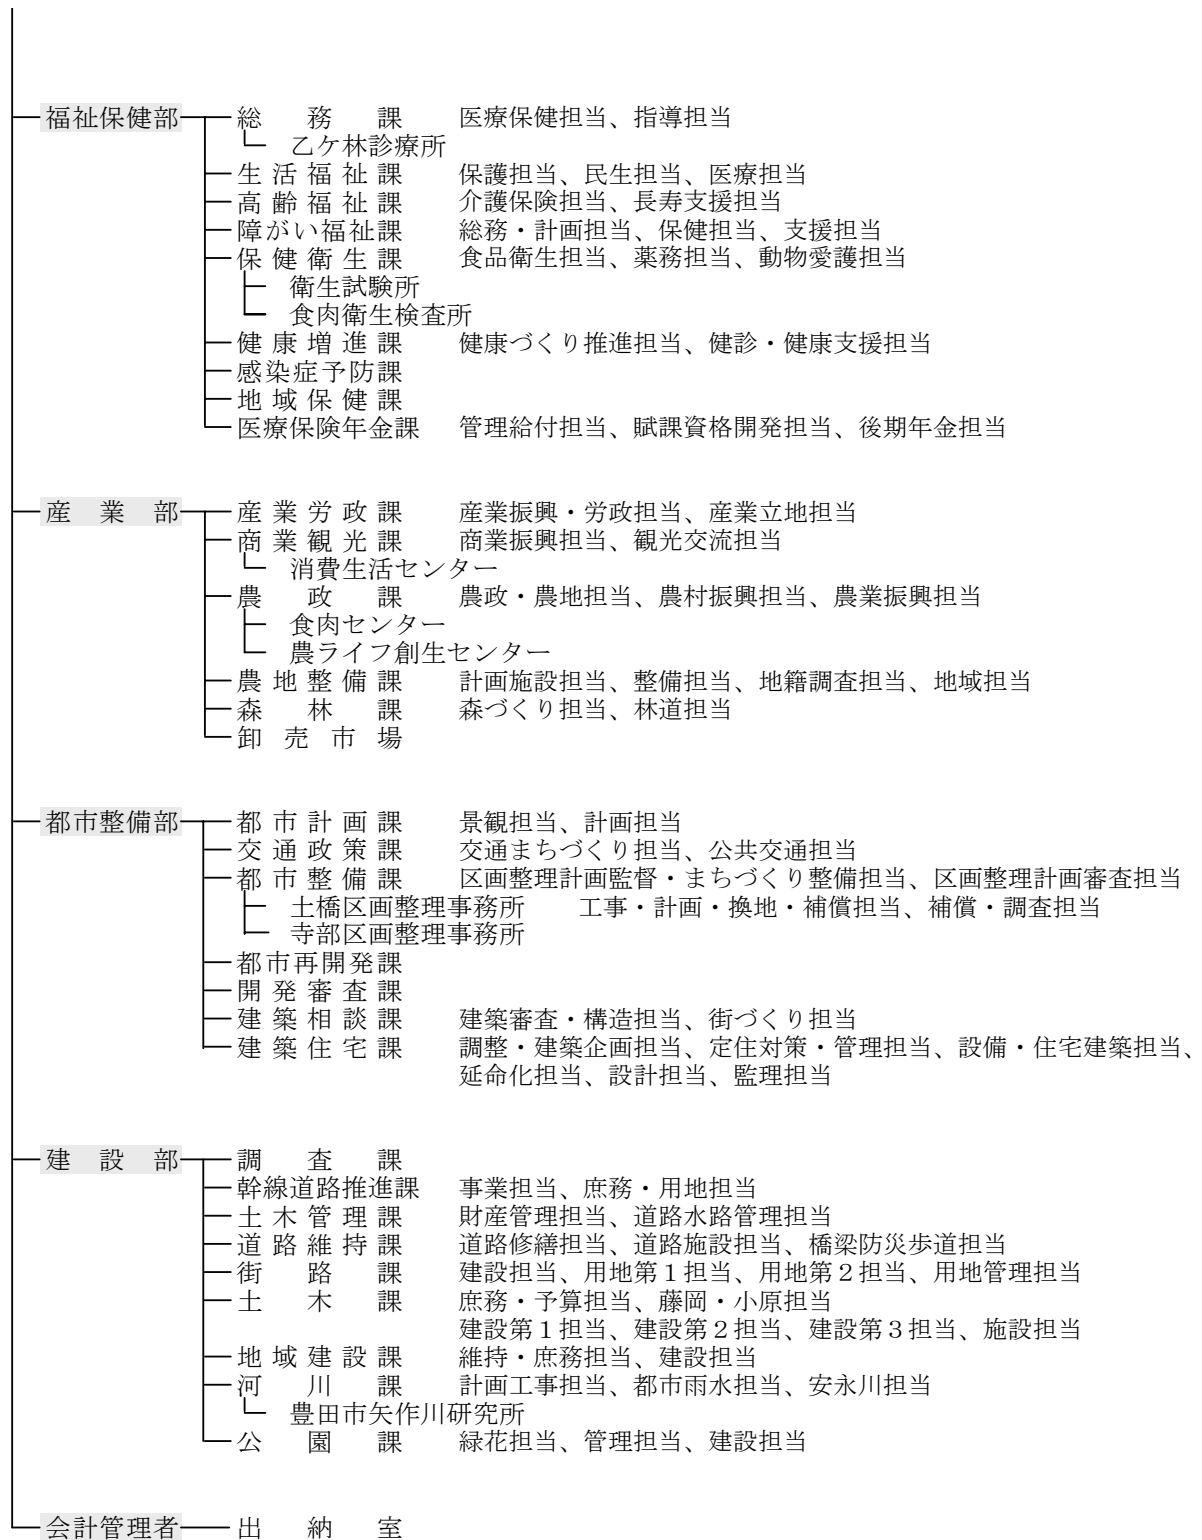 福祉保健部 総務課 医療保健担当、指導担当
乙ケ林診療所
生活福祉課 保護担当、民生担当、医療担当
高齢福祉課 介護保険担当、長寿支援担当
障がい福祉課 総務・計画担当、保健担当、支援担当
保健衛生課 食品衛生担当、薬務担当、動物愛護担当
衛生試験所
食肉衛生検査所
健康増進課 健康づくり推進担当、健診・健康支援担当
感染症予防課
地域保健課
医療保険年金課 管理給付担当、賦課資格開発担当、後期年金担当
産業部 産業労政課 産業振興・労政担当、産業立地担当
商業観光課 商業振興担当、観光交流担当
消費生活センター
農政課 農政・農地担当、農村振興担当、農業振興担当
食肉センター
農ライフ創生センター
農地整備課 計画施設担当、整備担当、地籍調査担当、地域担当
森林課 森づくり担当、林道担当
卸売市場
都市整備部 都市計画課 景観担当、計画担当
交通政策課 交通まちづくり担当、公共交通担当
都市整備課 区画整理計画監督・まちづくり整備担当、区画整理計画審査担当
土橋区画整理事務所 工事・計画・換地・補償担当、補償・調査担当
寺部区画整理事務所
都市再開発課
開発審査課
建築相談課 建築審査・構造担当、街づくり担当
建築住宅課 調整・建築企画担当、定住対策・管理担当、設備・住宅建築担当、
延命化担当、設計担当、監理担当
建設部 調査課
幹線道路推進課 事業担当、庶務・用地担当
土木管理課 財産管理担当、道路水路管理担当
道路維持課 道路修繕担当、道路施設担当、橋梁防災歩道担当
街路課 建設担当、用地第1担当、用地第2担当、用地管理担当
土木課 庶務・予算担当、藤岡・小原担当
建設第1担当、建設第2担当、建設第3担当、施設担当
地域建設課 維持・庶務担当、建設担当
河川課 計画工事担当、都市雨水担当、安永川担当
豊田市矢作川研究所
公園課 緑花担当、管理担当、建設担当
会計管理者 出納室